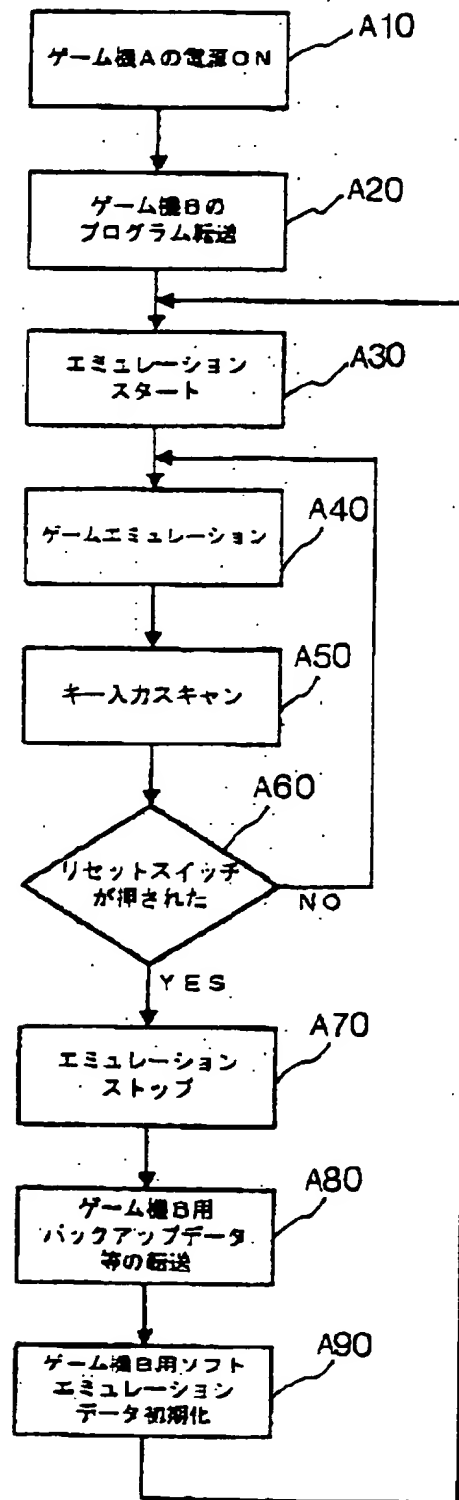 A10
ゲーム機Aの電源ON
A20
ゲーム機Bの
プログラム転送
A30
エミュレーション
スタート
A40
ゲームエミュレーション
A50
キー入力スキャン
A60
リセットスイッチ
が押された
NO
YES
A70
エミュレーション
ストップ
A80
ゲーム機B用
バックアップデータ
等の転送
A90
ゲーム機B用ソフト
エミュレーション
データ初期化